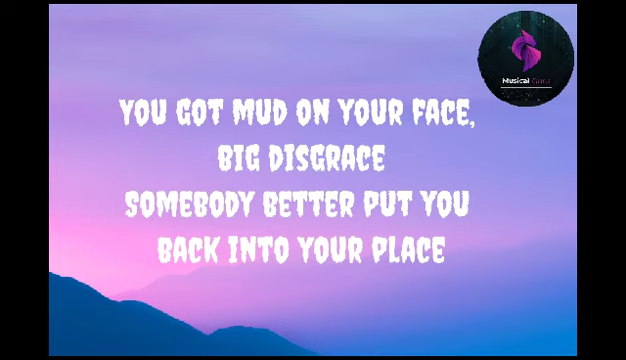 Musical Guru
YOU GOT MUD ON YOUR FACE,
BIG DISGRACE
SOMEBODY BETTER PUT YOU
BACK INTO YOUR PLACE